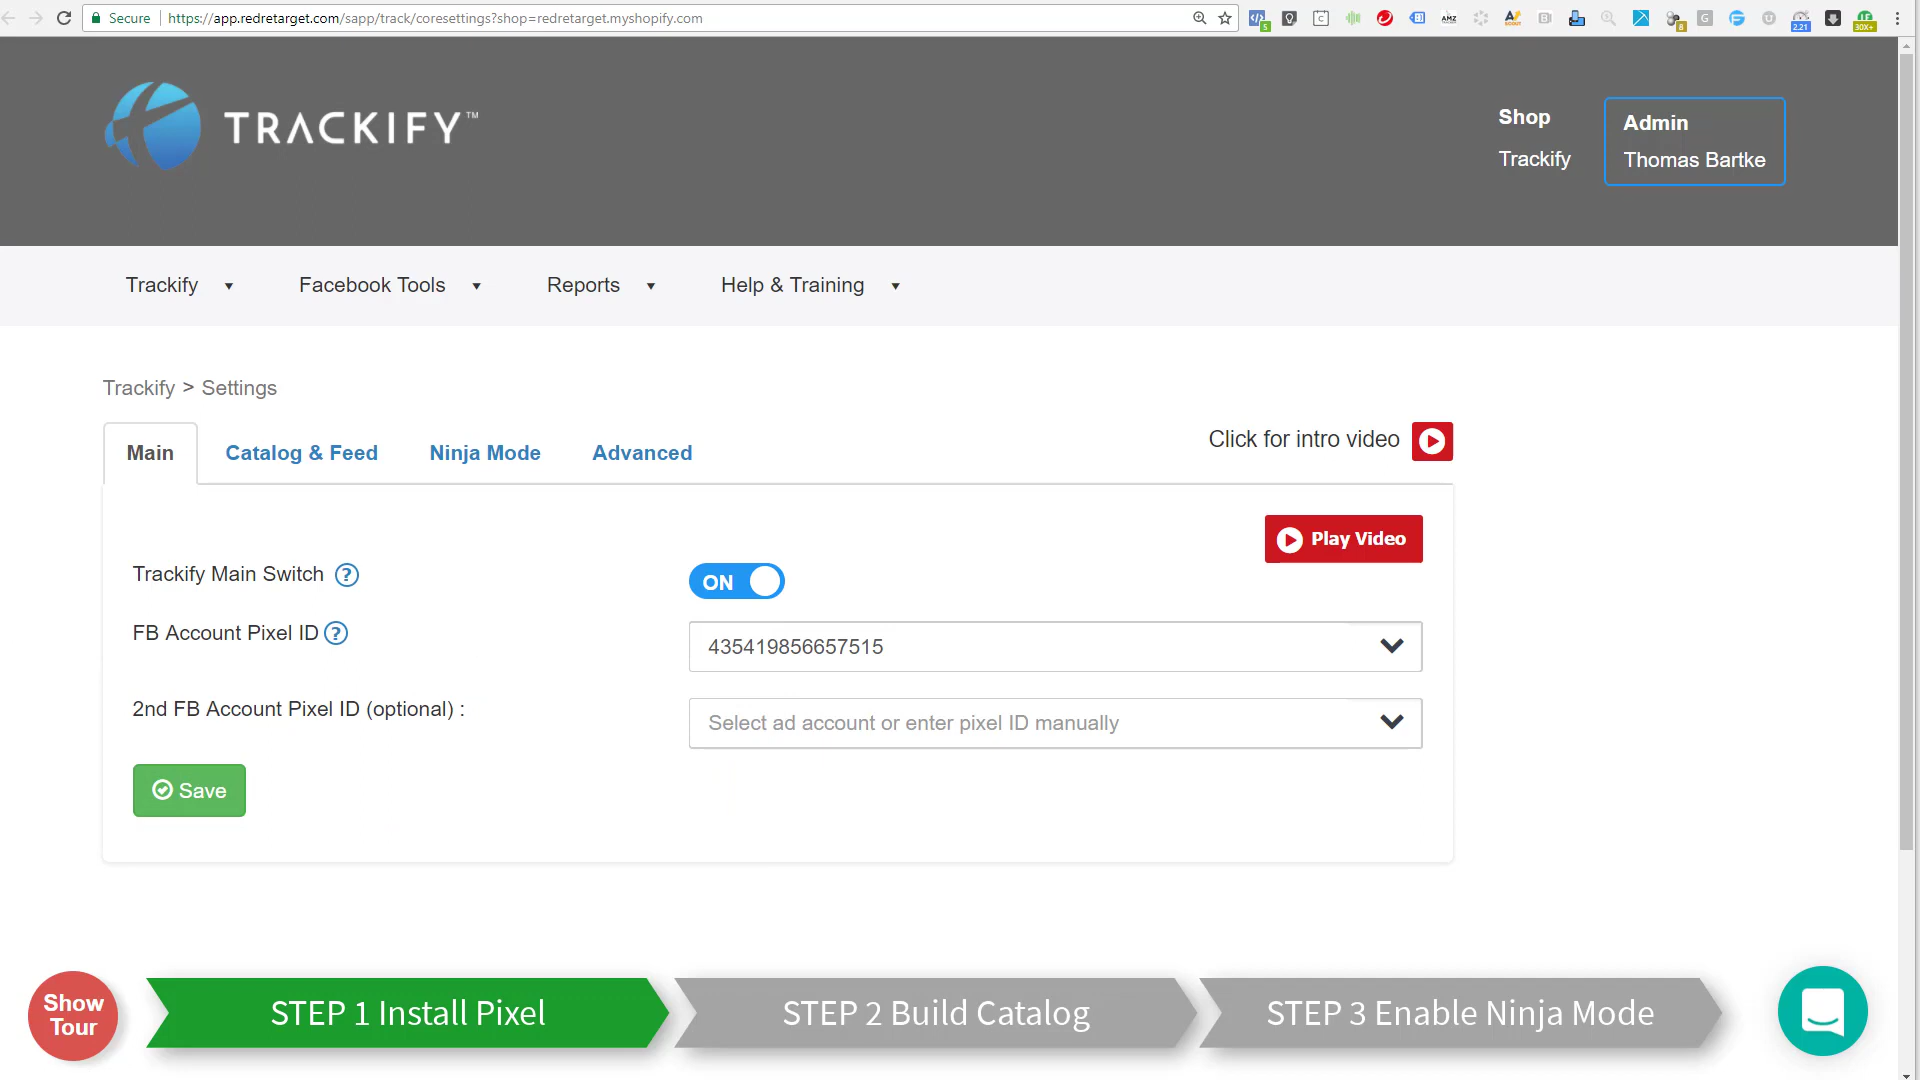 Secure https://app.redretarget.com/sapp/track/coresettings?shop=redretarget.myshopify.com
TRACKIFY™
Shop
Trackify
Admin
Thomas Bartke
Trackify ▼ Facebook Tools ▼ Reports ▼ Help & Training ▼
Trackify > Settings
Main Catalog & Feed Ninja Mode Advanced
Click for intro video
Play Video
Trackify Main Switch ?
ON
FB Account Pixel ID ?
435419856657515
2nd FB Account Pixel ID (optional) :
Select ad account or enter pixel ID manually
Save
Show
Tour
STEP 1 Install Pixel
STEP 2 Build Catalog
STEP 3 Enable Ninja Mode